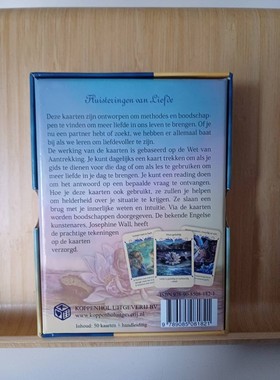 Fluisteringen van Liefde
Deze kaarten zijn ontworpen om methodes en boodschap-
pen te vinden om meer liefde in ons leven te brengen. Of je
nu een partner hebt of zoekt, we hebben er allemaal baas
bij als we leren om liefdevoller te zijn.
De werking van de kaarten is gebaseerd op de Wet van
Aantrekking. Je kunt dagelijks een kaart trekken om als je
gids te dienen voor die dag of om als les te gebruiken om
meer liefde in je dag te brengen. Je kunt een reading doen
om het antwoord op een bepaalde vraag te ontvangen.
Hoe je deze kaarten ook gebruikt, ze zullen je helpen
om helderheid over je situatie te krijgen. Ze slaan een
brug met je innerlijke weten en intuïtie. Via de kaarten
worden boodschappen doorgegeven. De bekende Engelse
kunstenares, Josephine Wall, heeft
de prachtige tekeningen
op de kaarten
verzorgd.
KOPPENHOL UITGEVERIJ BV
www.koppenholuitgeverij.nl
Inhoud: 50 kaarten / handleiding
9789085081821